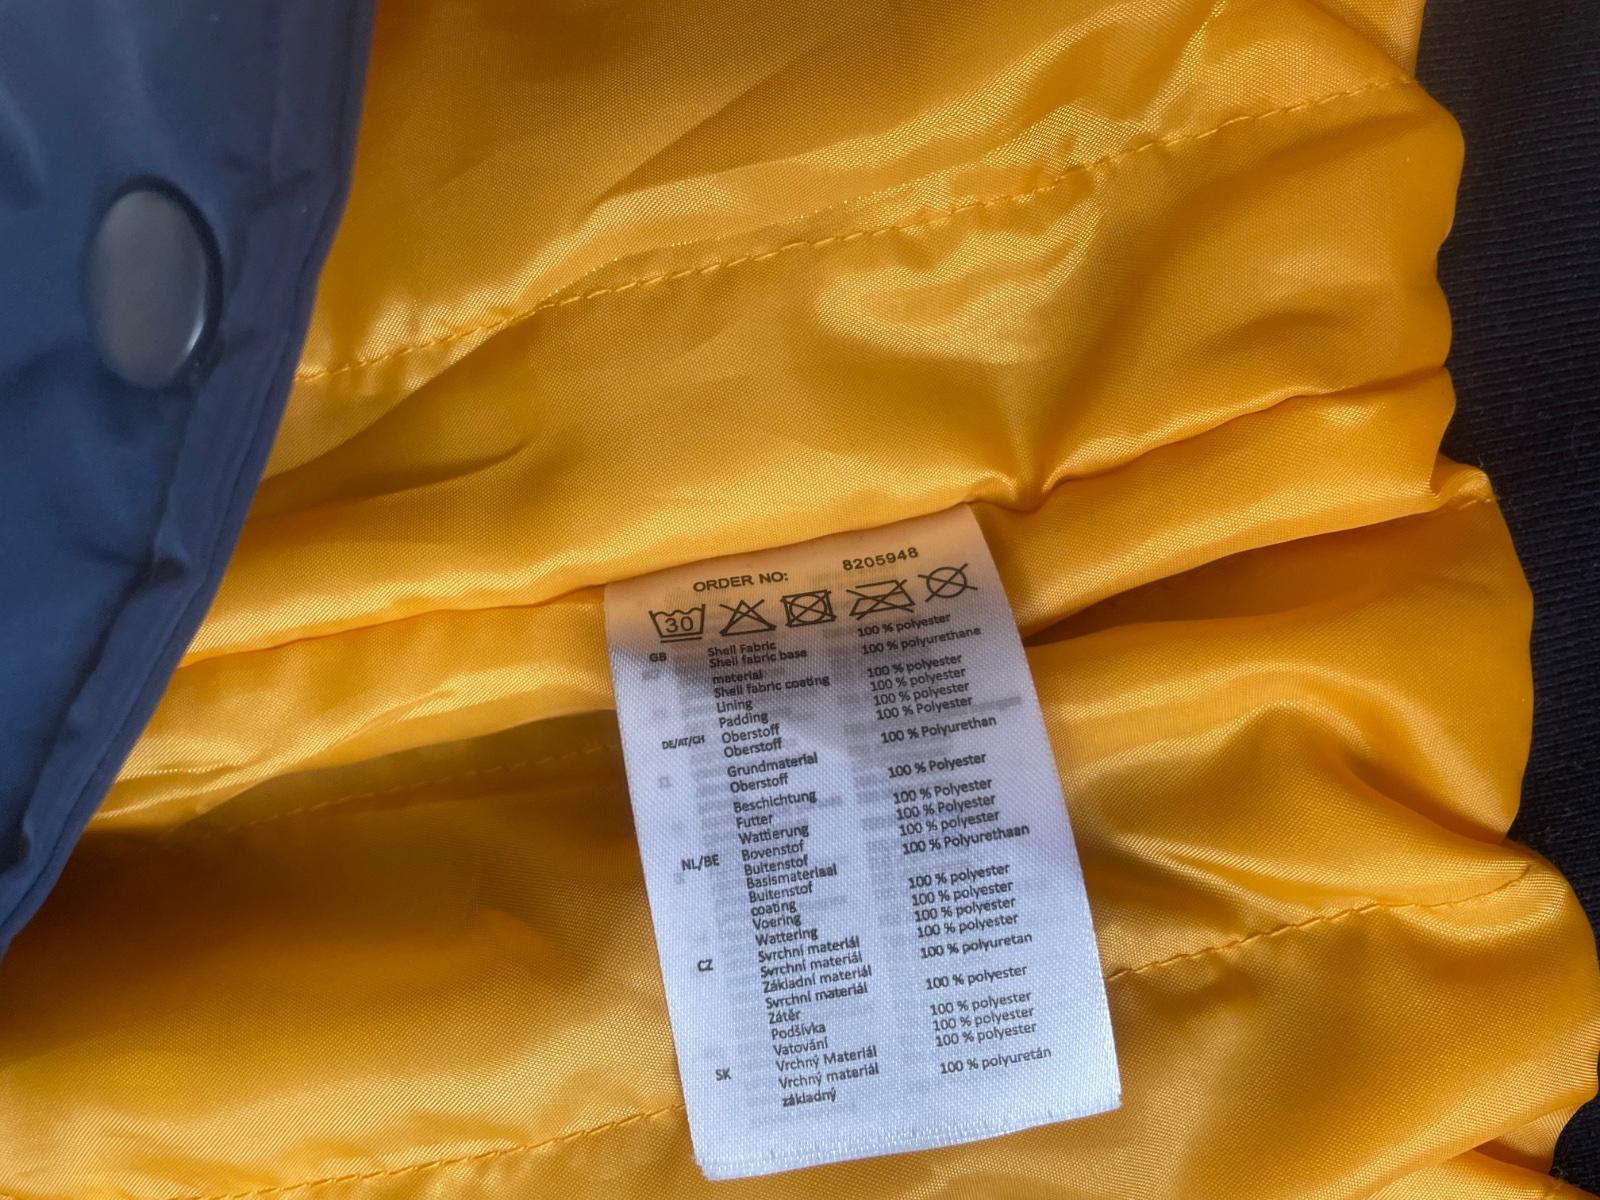 ORDER NO: 8205948
30
GB Shell Fabric 100 % polyester
Shell fabric base 100 % polyurethane
material
Shell fabric coating 100 % polyester
Lining 100 % polyester
Padding 100 % polyester
DE/AT/CH Oberstoff 100 % Polyester
Oberstoff 100 % Polyurethan
Grundmaterial
Oberstoff 100 % Polyester
Beschichtung
Futter 100 % Polyester
Wattierung 100 % Polyester
NL/BE Bovenstof 100 % polyester
Buitenstof 100 % Polyurethaan
Basismateriaal
Buitenstof 100 % polyester
coating
Voering 100 % polyester
Wattering 100 % polyester
CZ Svrchní materiál 100 % polyester
Svrchní materiál 100 % polyuretan
Základní materiál
Svrchní materiál 100 % polyester
Zátěr
Podšívka 100 % polyester
Vatování 100 % polyester
SK Vrchný Materiál 100 % polyester
Vrchný materiál 100 % polyuretán
základný